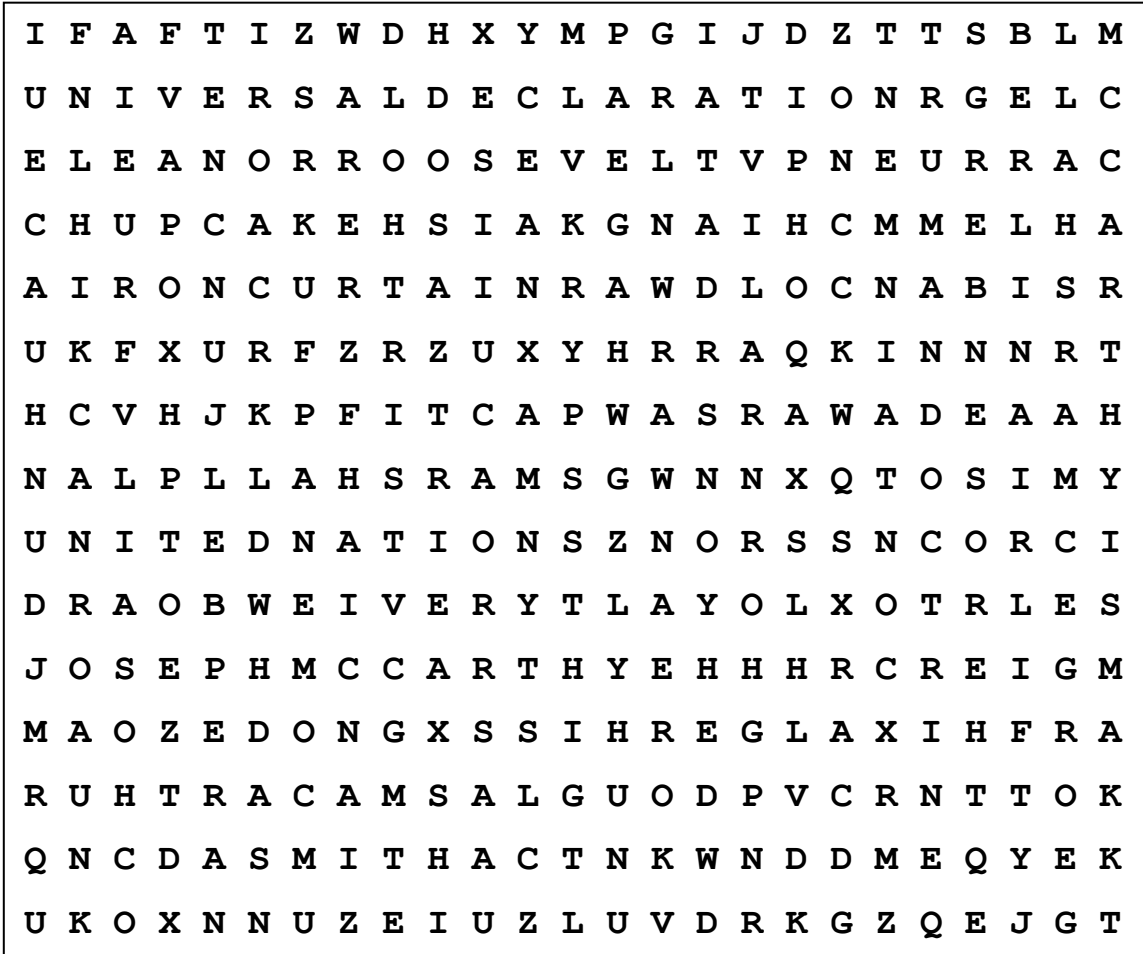 I F A F T I Z W D H X Y M P G I J D Z T T S B L M
U N I V E R S A L D E C L A R A T I O N R G E L C
E L E A N O R R O O S E V E L T V P N E U R R A C
C H U P C A K E H S I A K G N A I H C M M E L H A
A I R O N C U R T A I N R A W D L O C N A B I S R
U K F X U R F Z R Z U X Y H R R A Q K I N N N R T
H C V H J K P F I T C A P W A S R A W A D E A A H
N A L P L L A H S R A M S G W N N X Q T O S I M Y
U N I T E D N A T I O N S Z N O R S S N C O R C I
D R A O B W E I V E R Y T L A Y O L X O T R L E S
J O S E P H M C C A R T H Y E H H H R C R E I G M
M A O Z E D O N G X S S I H R E G L A X I H F R A
R U H T R A C A M S A L G U O D P V C R N T T O K
Q N C D A S M I T H A C T N K W N D D M E Q Y E K
U K O X N N U Z E I U Z L U V D R K G Z Q E J G T